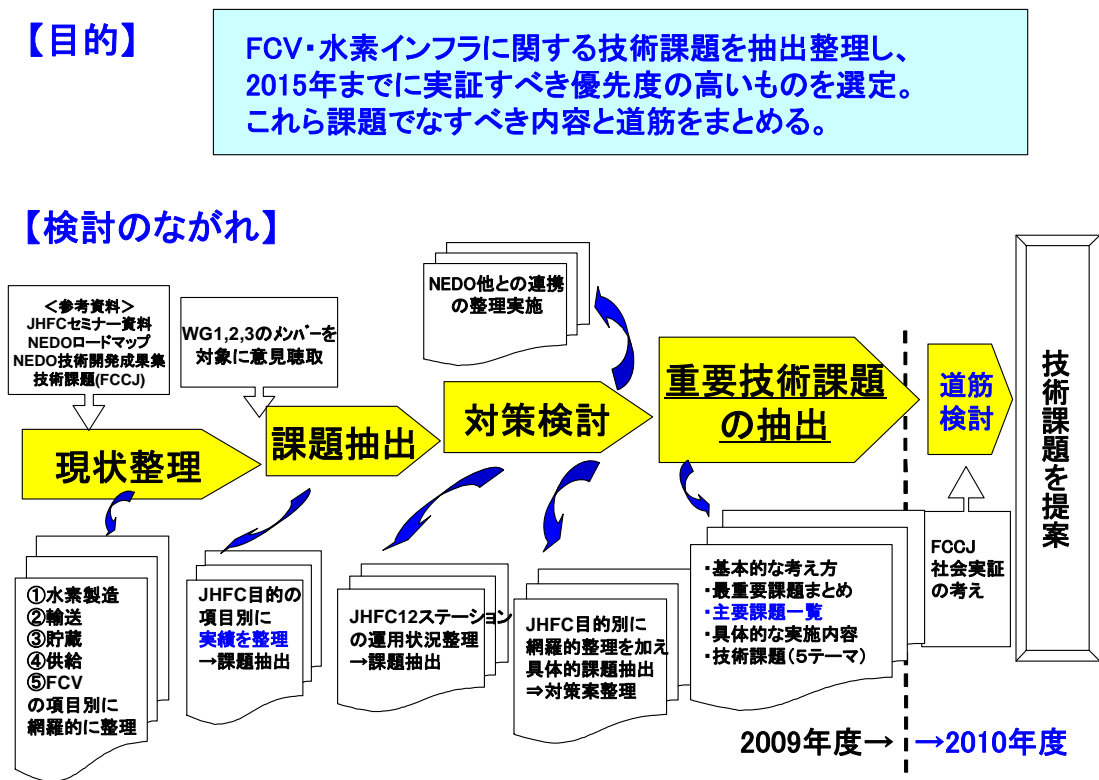 【目的】
FCV・水素インフラに関する技術課題を抽出整理し、
2015年までに実証すべき優先度の高いものを選定。
これら課題でなすべき内容と道筋をまとめる。
【検討のながれ】
＜参考資料＞
JHFCセミナー資料
NEDOロードマップ
NEDO技術開発成果集
技術課題(FCCJ)
WG1,2,3のメンバーを
対象に意見聴取
NEDO他との連携
の整理実施
現状整理
課題抽出
対策検討
重要技術課題
の抽出
道筋
検討
技術課題を提案
①水素製造
②輸送
③貯蔵
④供給
⑤FCV
の項目別に
網羅的に整理
JHFC目的の
項目別に
実績を整理
→課題抽出
JHFC12ステーション
の運用状況整理
→課題抽出
JHFC目的別に
網羅的整理を加え
具体的課題抽出
⇒対策案整理
・基本的な考え方
・最重要課題まとめ
・主要課題一覧
・具体的な実施内容
・技術課題（5テーマ）
FCCJ
社会実証
の考え
2009年度→
→2010年度